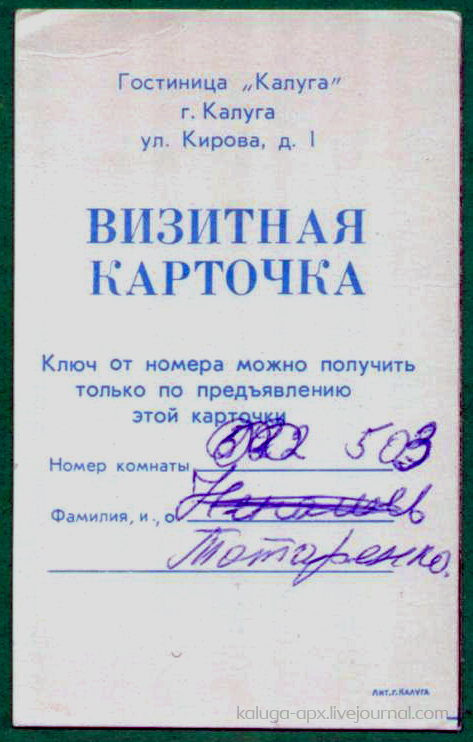 Гостиница „Калуга"
г. Калуга
ул. Кирова, д. 1
ВИЗИТНАЯ
КАРТОЧКА
Ключ от номера можно получить
только по предъявлению
этой карточки
Номер комнаты 503
Фамилия, и., о
Татаренко.
ЛИТ. г. КАЛУГА
kaluga-apx.livejournal.com